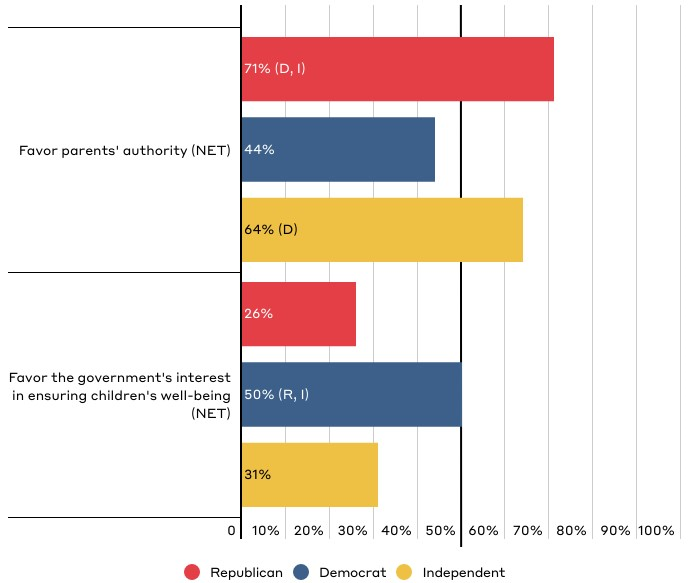 71% (D, I)
Favor parents' authority (NET)
44%
64% (D)
26%
Favor the government's interest
in ensuring children's well-being
(NET)
50% (R, I)
31%
0 10% 20% 30% 40% 50% 60% 70% 80% 90% 100%
Republican Democrat Independent